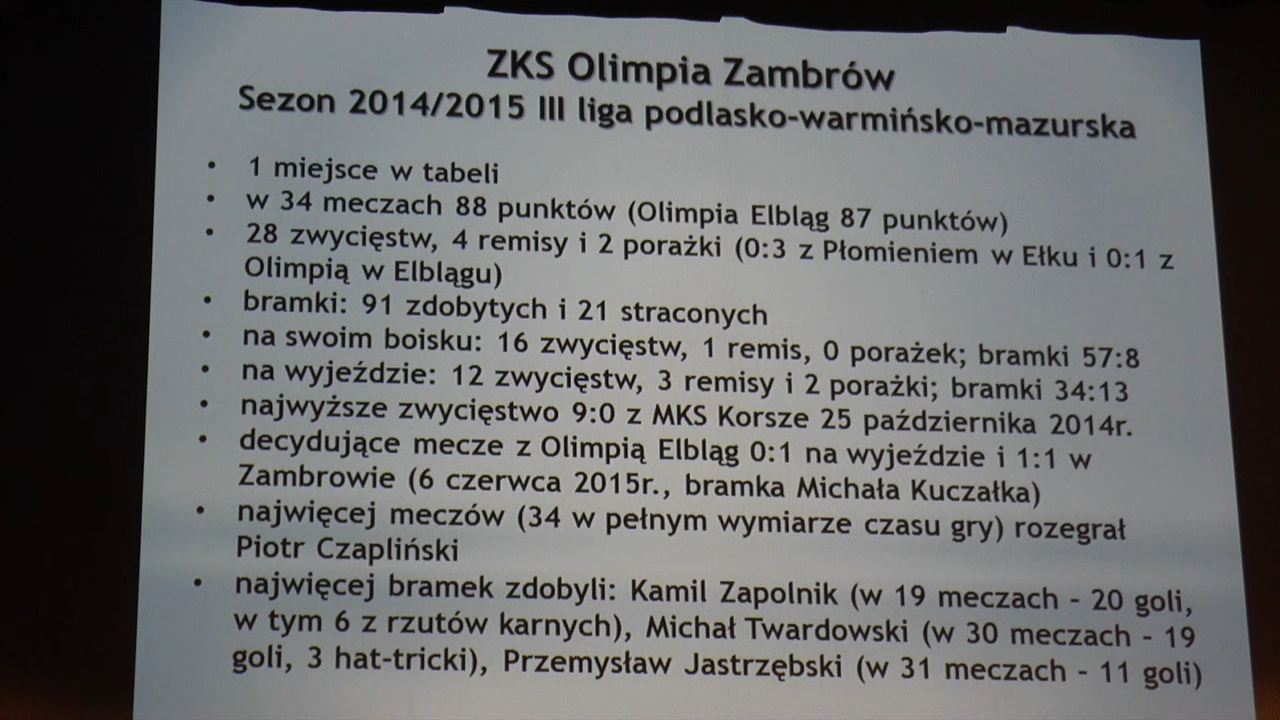 ZKS Olimpia Zambrów
Sezon 2014/2015 III liga podlasko-warmińsko-mazurska
• 1 miejsce w tabeli
• w 34 meczach 88 punktów (Olimpia Elbląg 87 punktów)
• 28 zwycięstw, 4 remisy i 2 porażki (0:3 z Płomieniem w Ełku i 0:1 z
Olimpią w Elblągu)
• bramki: 91 zdobytych i 21 straconych
• na swoim boisku: 16 zwycięstw, 1 remis, 0 porażek; bramki 57:8
• na wyjeździe: 12 zwycięstw, 3 remisy i 2 porażki; bramki 34:13
• najwyższe zwycięstwo 9:0 z MKS Korsze 25 października 2014r.
• decydujące mecze z Olimpią Elbląg 0:1 na wyjeździe i 1:1 w
Zambrowie (6 czerwca 2015r., bramka Michała Kuczałka)
• najwięcej meczów (34 w pełnym wymiarze czasu gry) rozegrał
Piotr Czapliński
• najwięcej bramek zdobyli: Kamil Zapolnik (w 19 meczach - 20 goli,
w tym 6 z rzutów karnych), Michał Twardowski (w 30 meczach - 19
goli, 3 hat-tricki), Przemysław Jastrzębski (w 31 meczach - 11 goli)